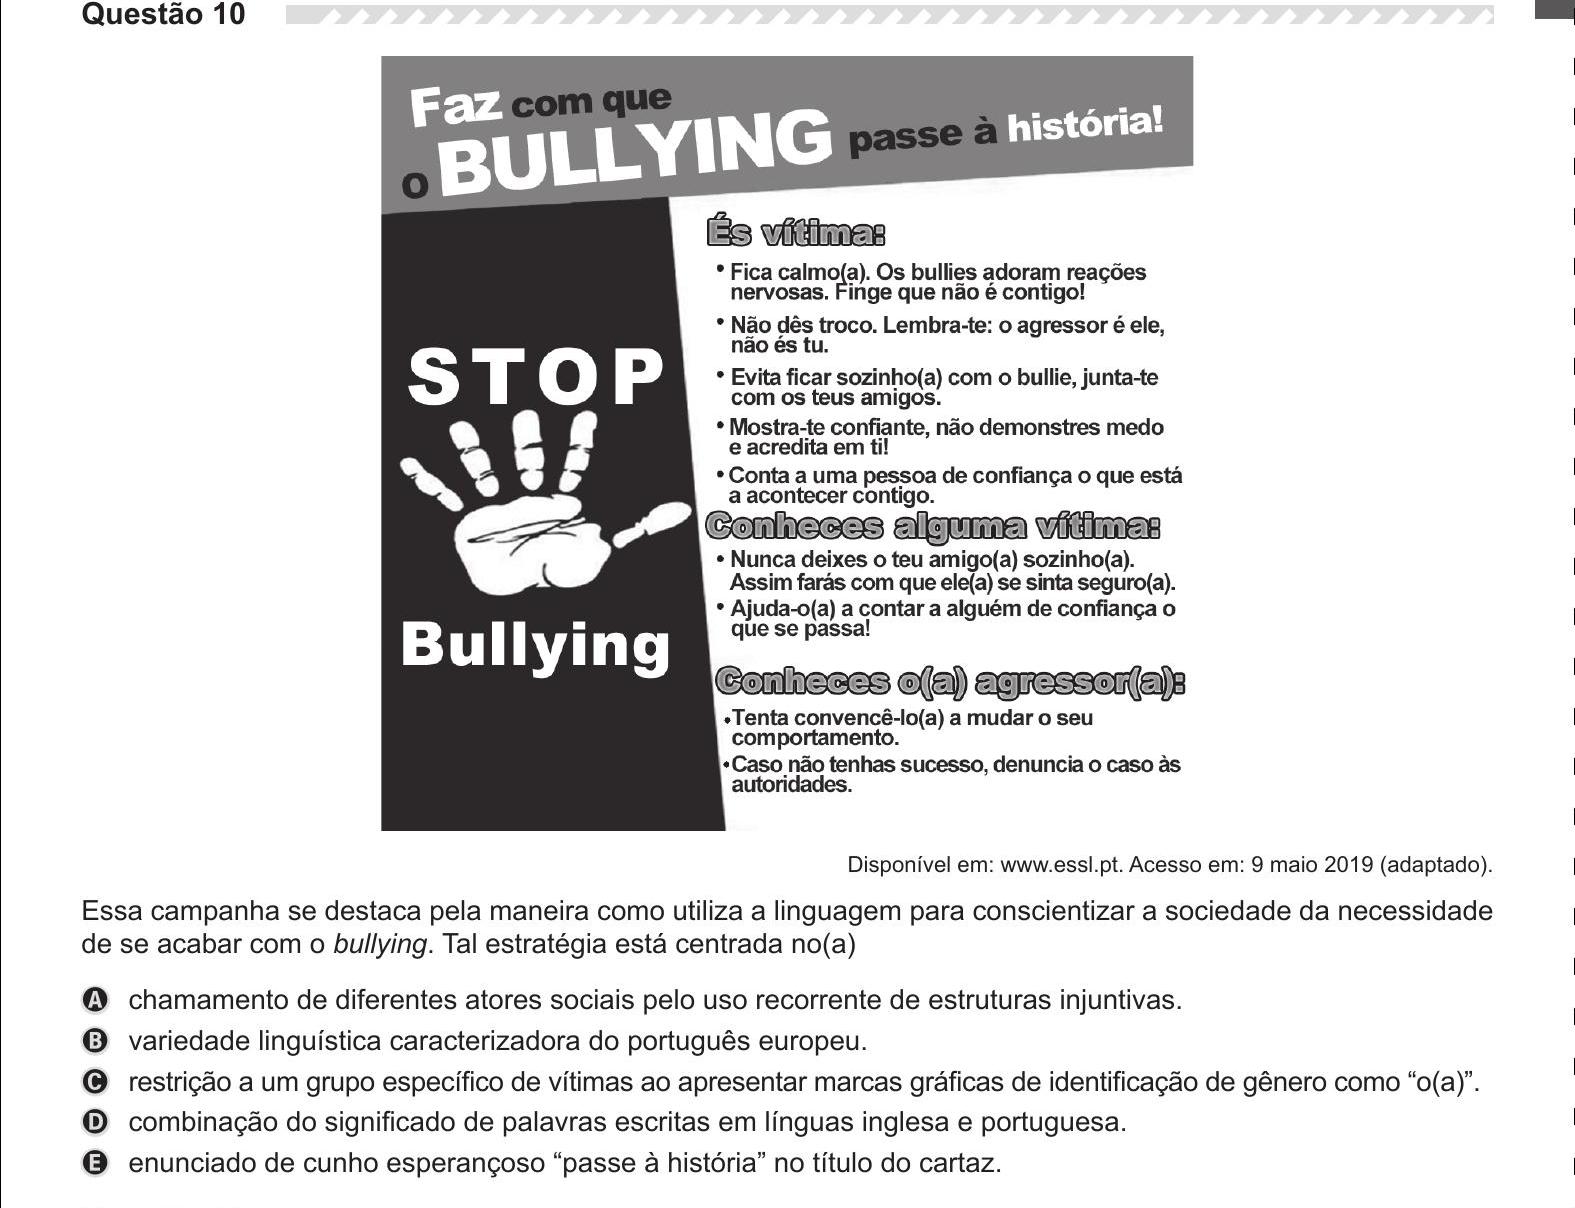 Questão 10
Faz com que
o BULLYING passe à história!
És vítima:
• Fica calmo(a). Os bullies adoram reações
nervosas. Finge que não é contigo!
• Não dês troco. Lembra-te: o agressor é ele,
não és tu.
• Evita ficar sozinho(a) com o bullie, junta-te
com os teus amigos.
• Mostra-te confiante, não demonstres medo
e acredita em ti!
• Conta a uma pessoa de confiança o que está
a acontecer contigo.
Conheces alguma vítima:
• Nunca deixes o teu amigo(a) sozinho(a).
Assim farás com que ele(a) se sinta seguro(a).
• Ajuda-o(a) a contar a alguém de confiança o
que se passa!
Conheces o(a) agressor(a):
•Tenta convencê-lo(a) a mudar o seu
comportamento.
•Caso não tenhas sucesso, denuncia o caso às
autoridades.
STOP
Bullying
Disponível em: www.essl.pt. Acesso em: 9 maio 2019 (adaptado).
Essa campanha se destaca pela maneira como utiliza a linguagem para conscientizar a sociedade da necessidade
de se acabar com o bullying. Tal estratégia está centrada no(a)
A chamamento de diferentes atores sociais pelo uso recorrente de estruturas injuntivas.
B variedade linguística caracterizadora do português europeu.
C restrição a um grupo específico de vítimas ao apresentar marcas gráficas de identificação de gênero como “o(a)”.
D combinação do significado de palavras escritas em línguas inglesa e portuguesa.
E enunciado de cunho esperançoso “passe à história” no título do cartaz.